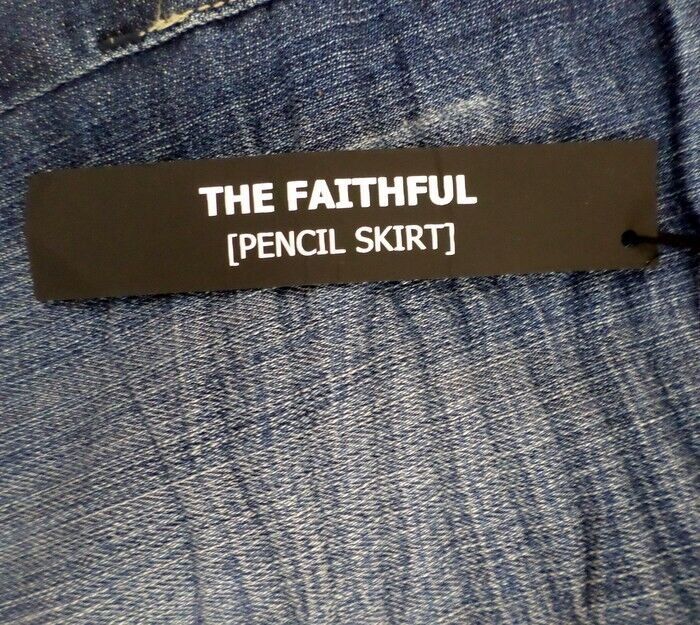 THE FAITHFUL
[PENCIL SKIRT]